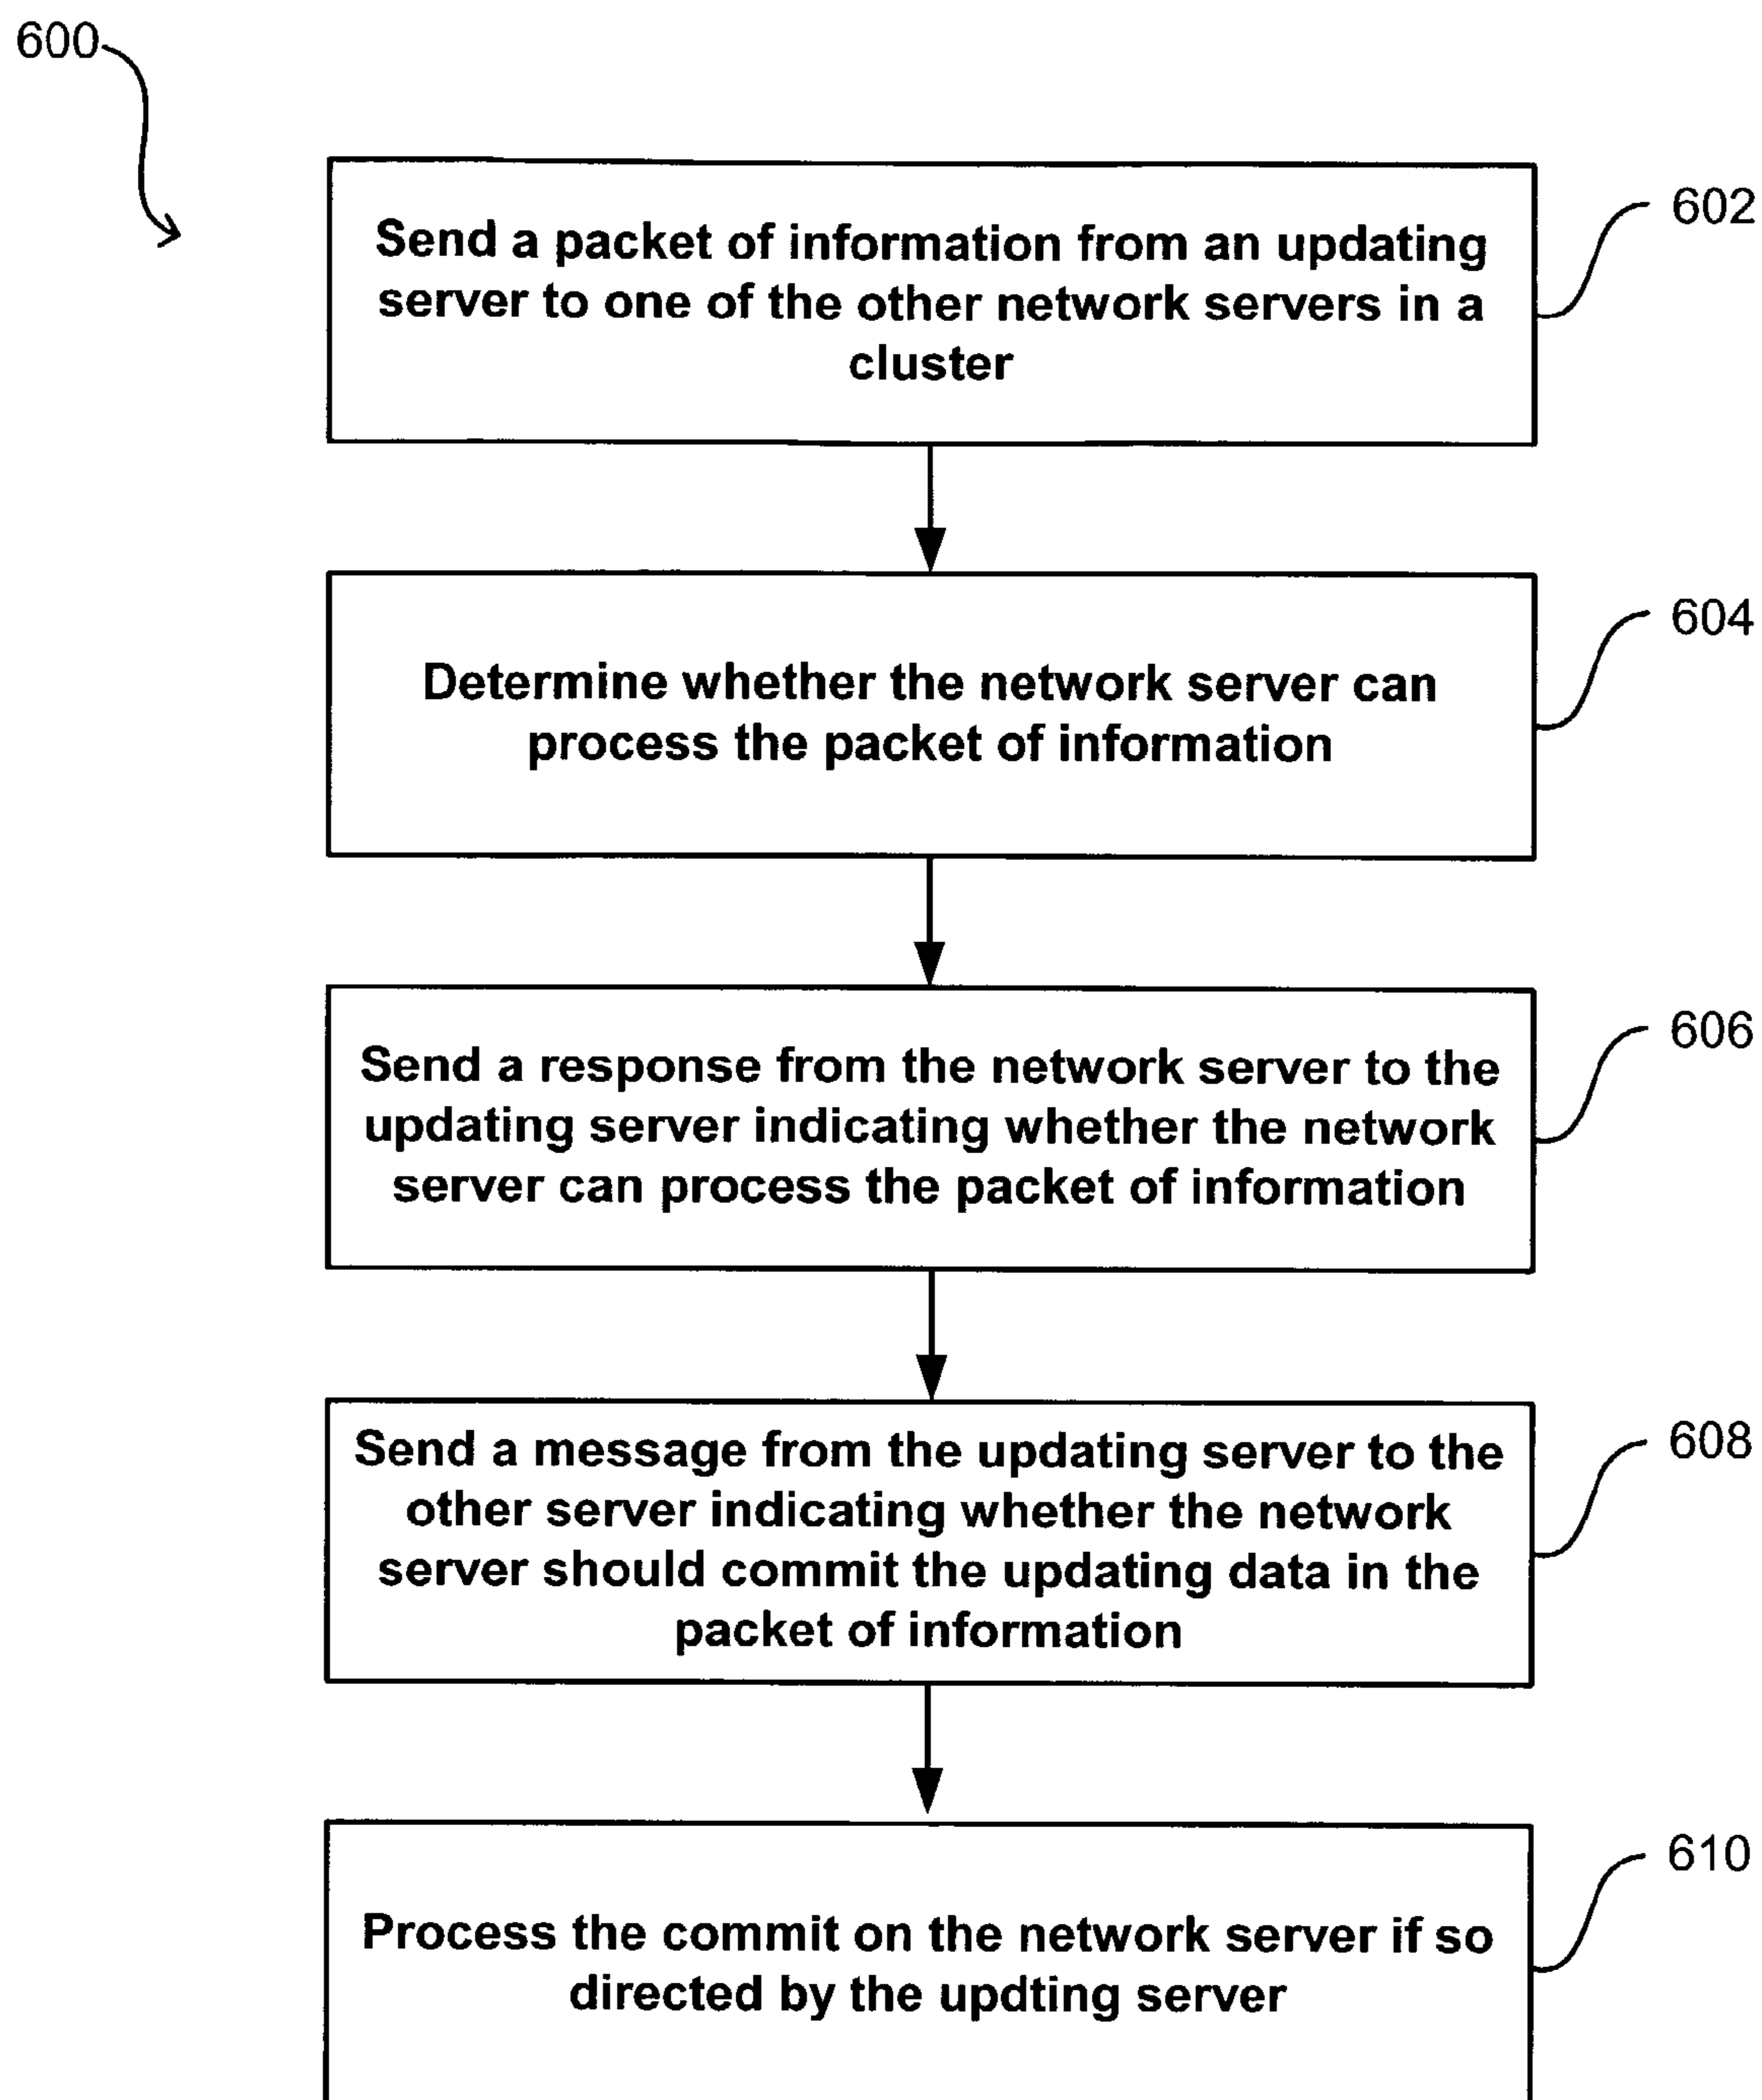 600
602
Send a packet of information from an updating
server to one of the other network servers in a
cluster
604
Determine whether the network server can
process the packet of information
606
Send a response from the network server to the
updating server indicating whether the network
server can process the packet of information
608
Send a message from the updating server to the
other server indicating whether the network
server should commit the updating data in the
packet of information
610
Process the commit on the network server if so
directed by the updting server